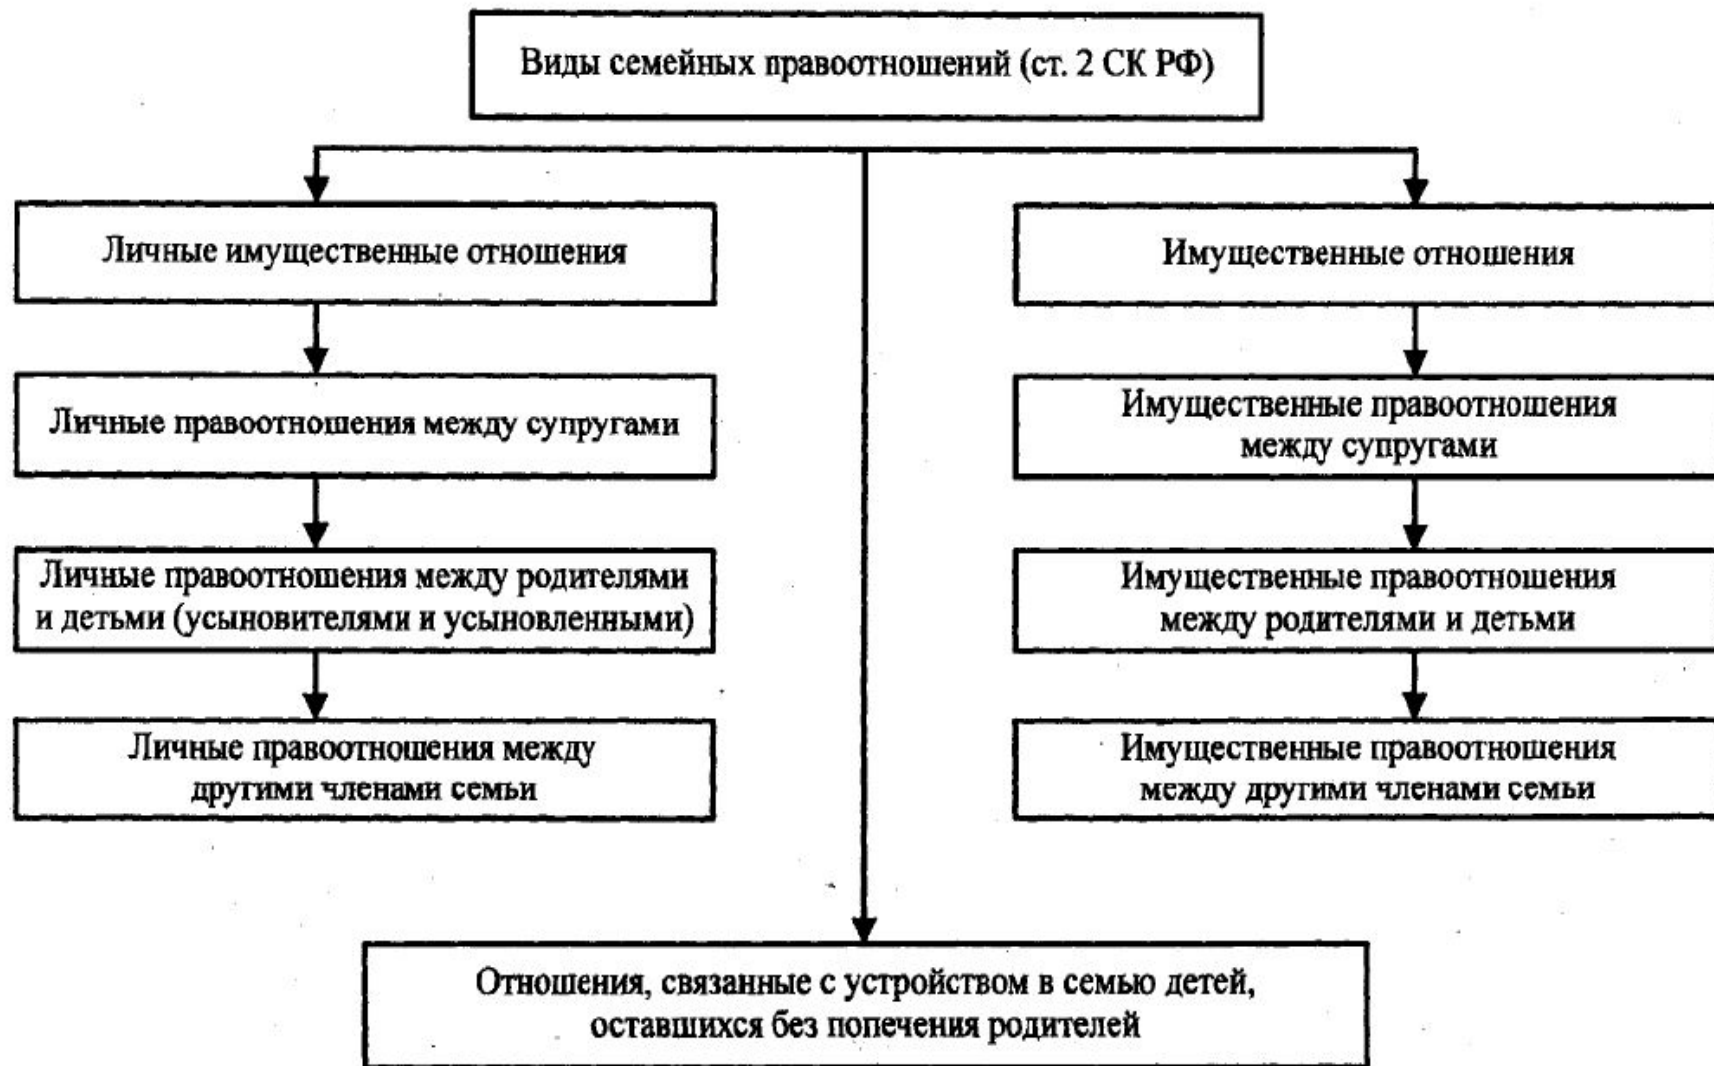 Виды семейных правоотношений (ст. 2 СК РФ)
Личные имущественные отношения
Имущественные отношения
Личные правоотношения между супругами
Имущественные правоотношения
между супругами
Личные правоотношения между родителями
и детьми (усыновителями и усыновленными)
Имущественные правоотношения
между родителями и детьми
Личные правоотношения между
другими членами семьи
Имущественные правоотношения
между другими членами семьи
Отношения, связанные с устройством в семью детей,
оставшихся без попечения родителей